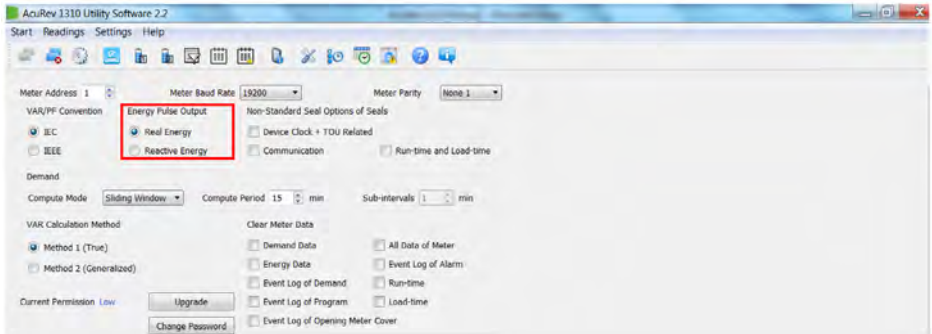 AcuRev 1310 Utility Software 2.2
Start Readings Settings Help
Meter Address 1 Meter Baud Rate 19200 Meter Parity None 1
VAR/PF Convention Energy Pulse Output Non-Standard Seal Options of Seals
IEC Real Energy Device Clock + TOU Related
IEEE Reactive Energy Communication Run-time and Load-time
Demand
Compute Mode Sliding Window Compute Period 15 min Sub-intervals 1 min
VAR Calculation Method Clear Meter Data
Method 1 (True) Demand Data All Data of Meter
Method 2 (Generalized) Energy Data Event Log of Alarm
Event Log of Demand Run-time
Current Permission Low Upgrade Event Log of Program Load-time
Change Password Event Log of Opening Meter Cover